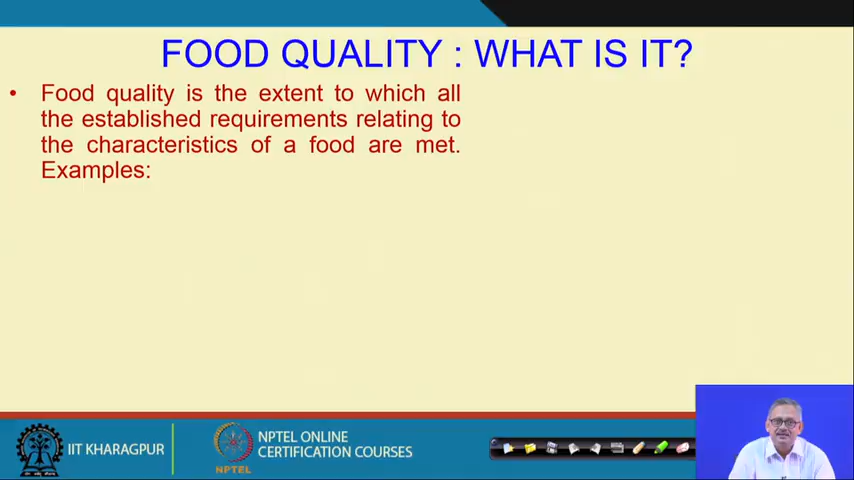 FOOD QUALITY : WHAT IS IT?
• Food quality is the extent to which all
the established requirements relating to
the characteristics of a food are met.
Examples:
IIT KHARAGPUR
NPTEL
NPTEL ONLINE
CERTIFICATION COURSES